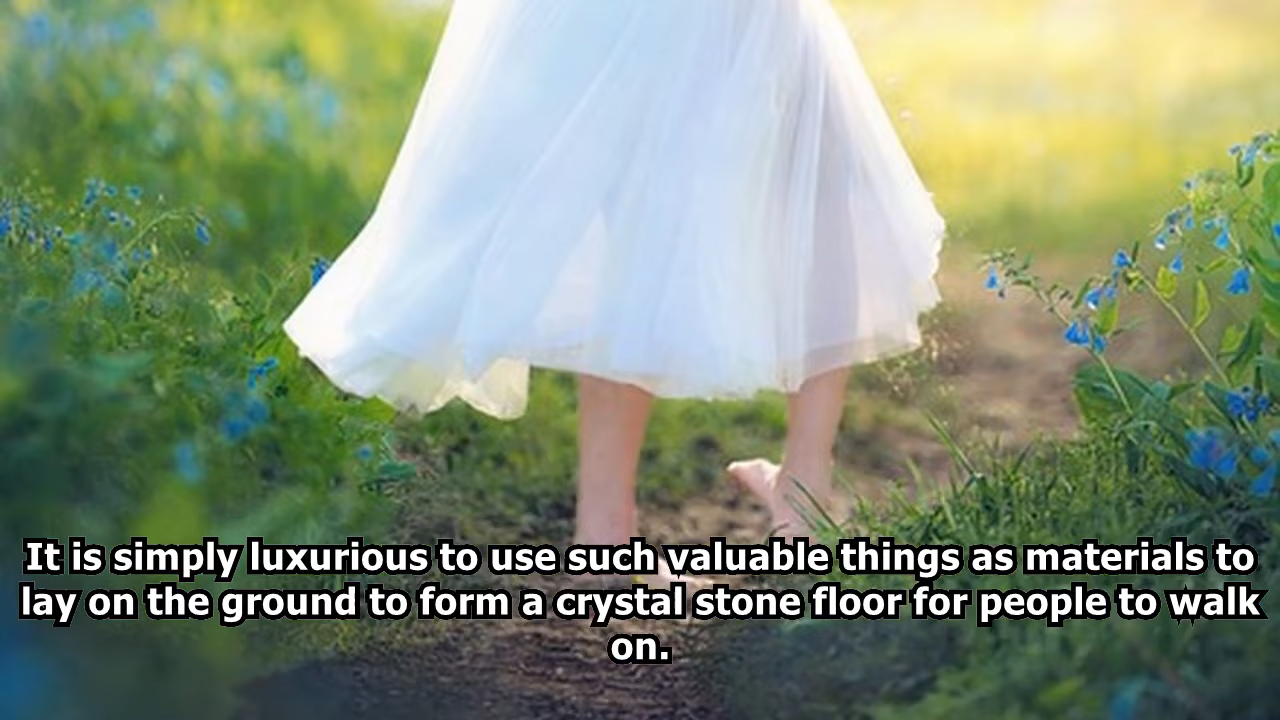 It is simply luxurious to use such valuable things as materials to
lay on the ground to form a crystal stone floor for people to walk
on.